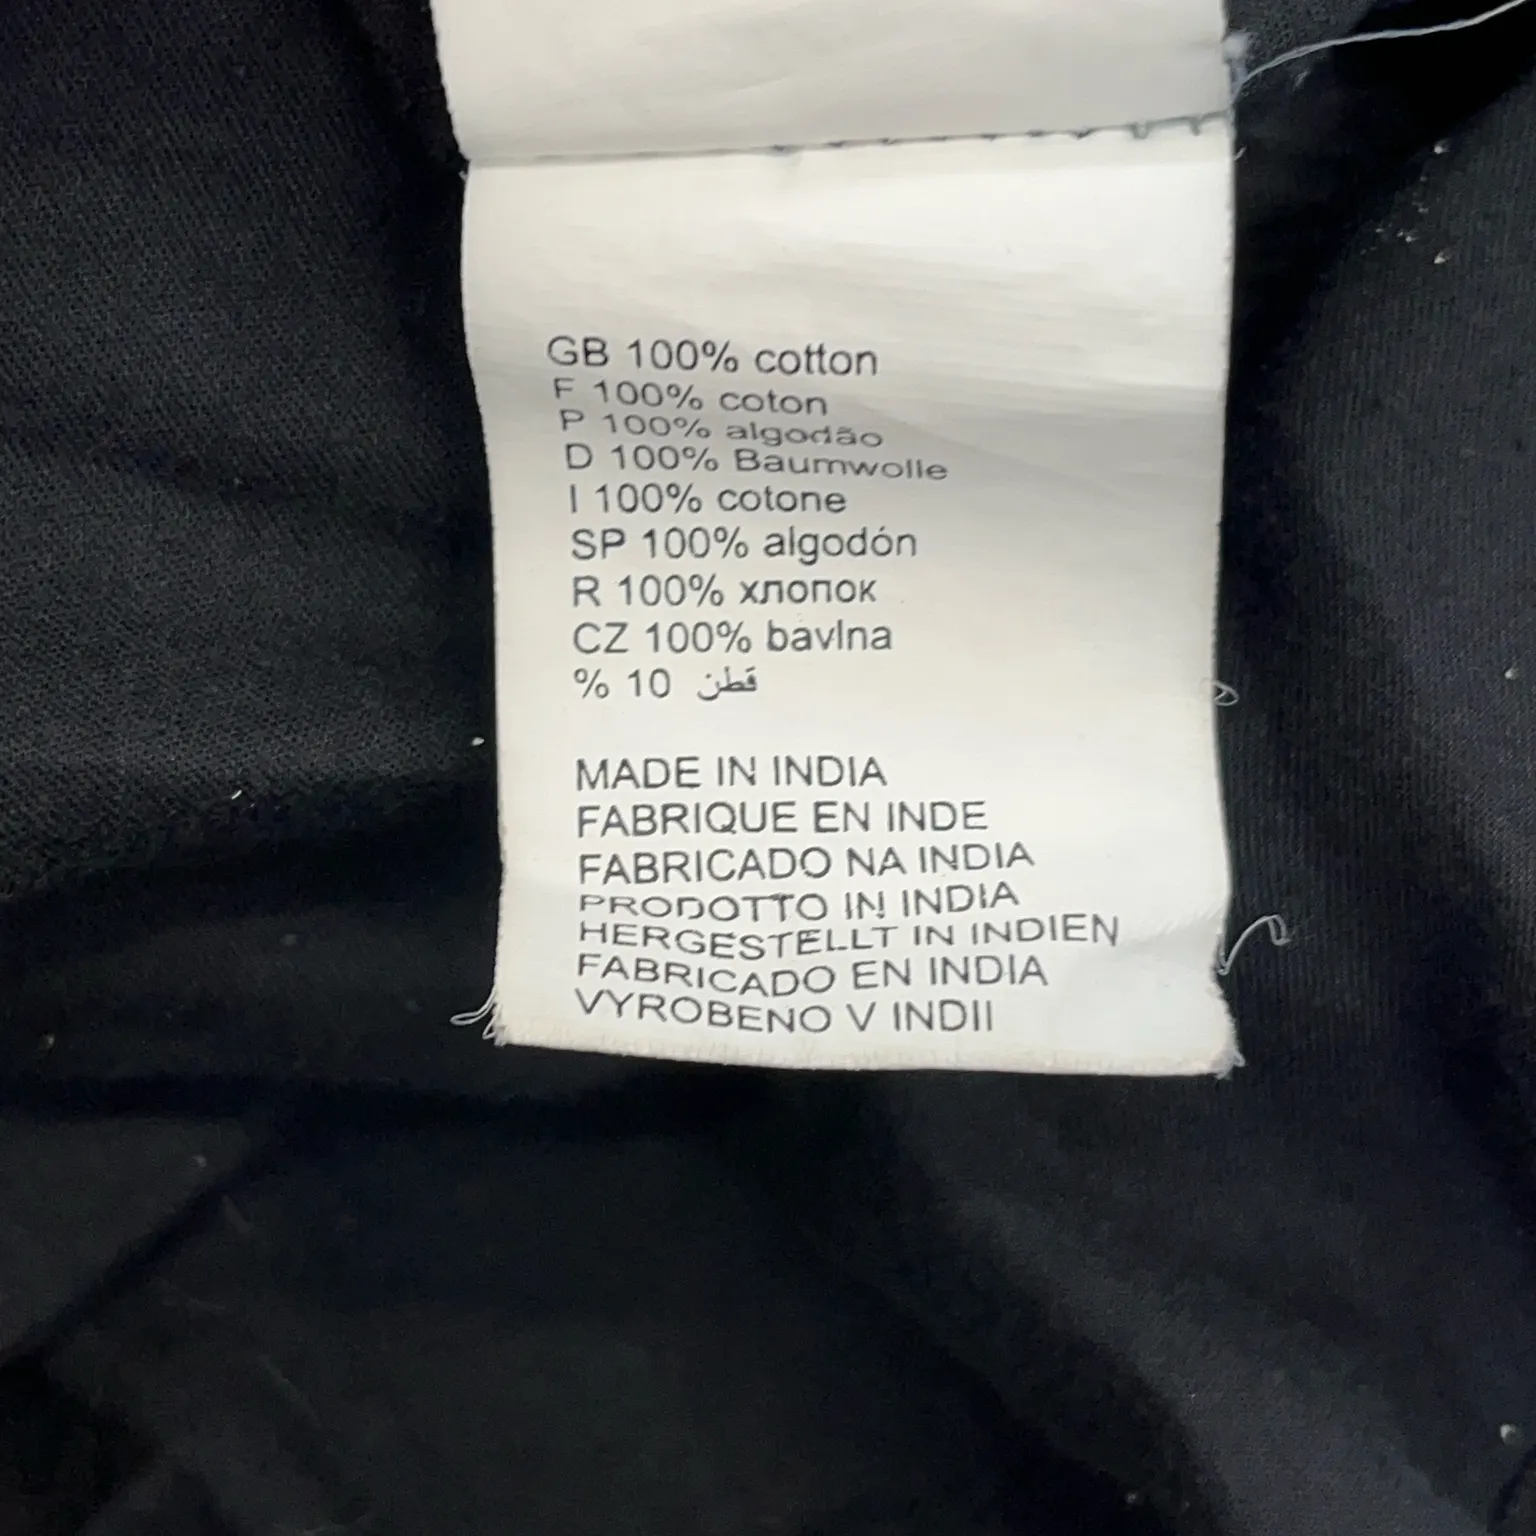 GB 100% cotton
F 100% coton
P 100% algodão
D 100% Baumwolle
I 100% cotone
SP 100% algodón
R 100% хлопок
CZ 100% bavlna
% 10 قطن
MADE IN INDIA
FABRIQUE EN INDE
FABRICADO NA INDIA
PRODOTTO IN INDIA
HERGESTELLT IN INDIEN
FABRICADO EN INDIA
VYROBENO V INDII